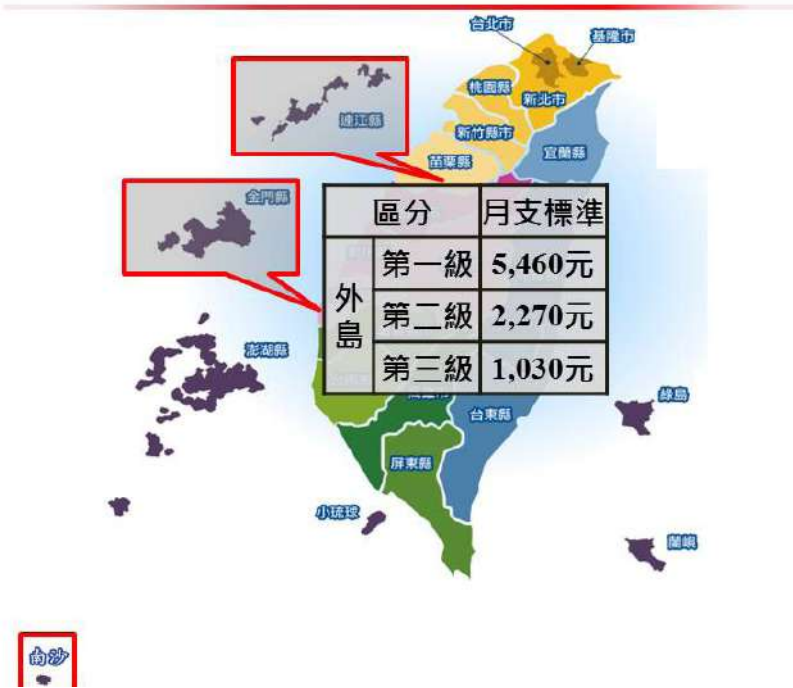 台北市
基隆市
桃園縣
新北市
連江縣
新竹縣市
宜蘭縣
苗栗縣
金門縣
區分 月支標準
外島
第一級 5,460元
第二級 2,270元
第三級 1,030元
澎湖縣
綠島
台東縣
屏東縣
小琉球
蘭嶼
南沙